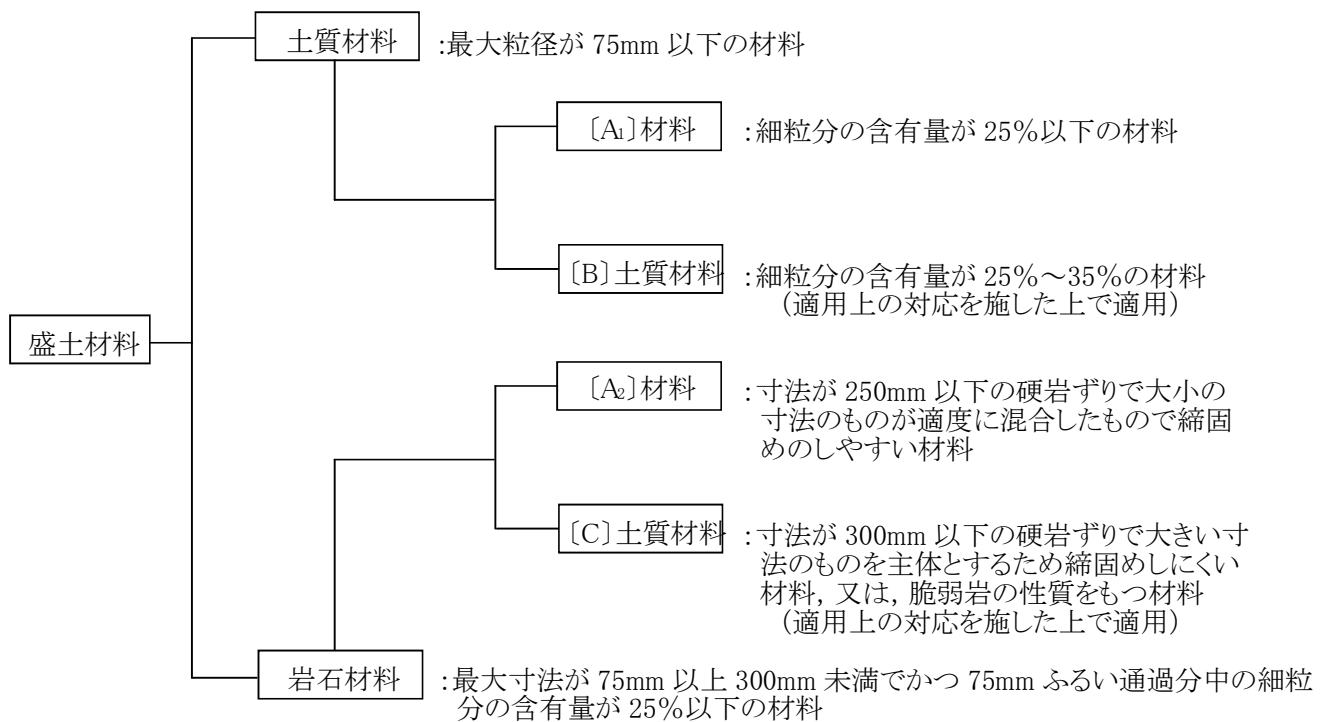 土質材料
:最大粒径が 75mm 以下の材料
〔A₁〕材料
:細粒分の含有量が 25%以下の材料
〔B〕土質材料
:細粒分の含有量が 25%～35%の材料
（適用上の対応を施した上で適用）
盛土材料
〔A₂〕材料
:寸法が 250mm 以下の硬岩ずりで大小の
寸法のものが適度に混合したもので締固
めのしやすい材料
〔C〕土質材料
:寸法が 300mm 以下の硬岩ずりで大きい寸
法のものを主体とするため締固めしにくい
材料，又は，脆弱岩の性質をもつ材料
（適用上の対応を施した上で適用）
岩石材料
:最大寸法が 75mm 以上 300mm 未満でかつ 75mm ふるい通過分中の細粒
分の含有量が 25%以下の材料